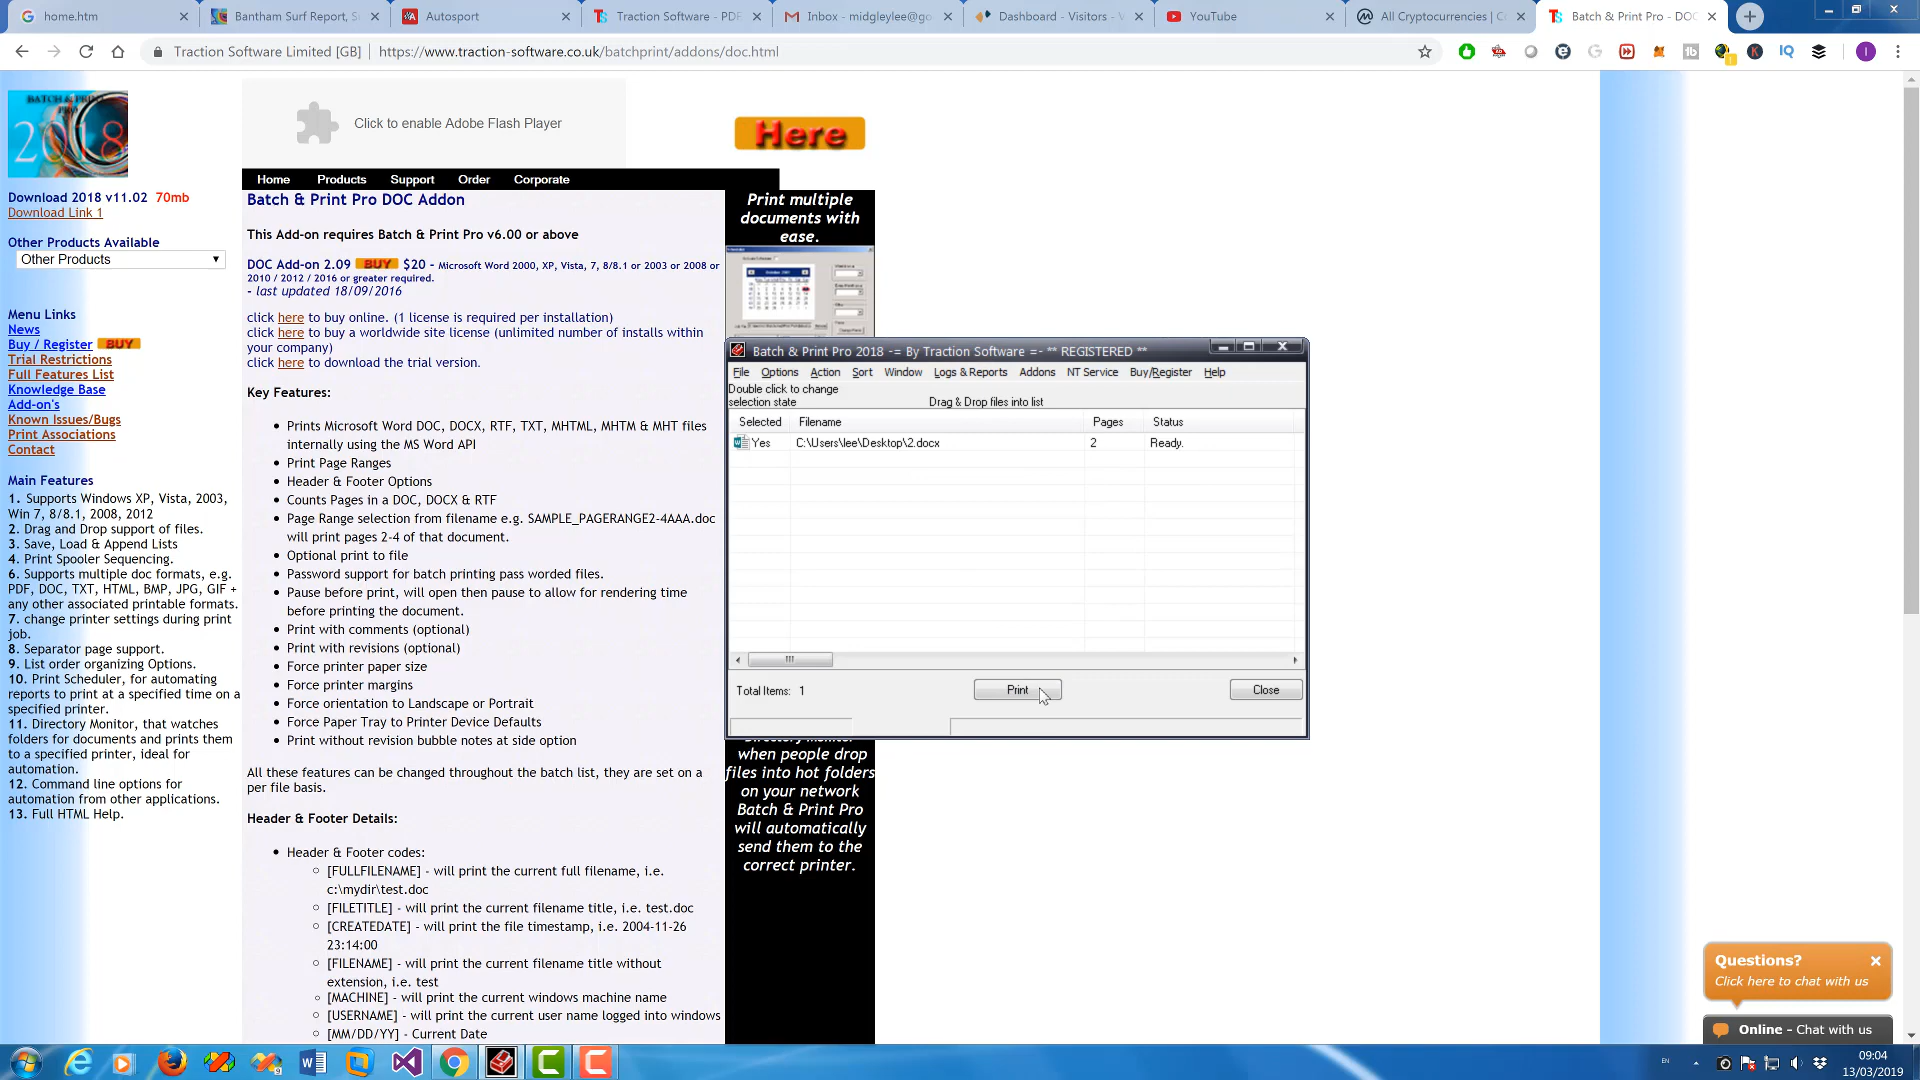 home.htm
Bantham Surf Report, S
Autosport
Traction Software - PDF
Inbox - midgleylee@go
Dashboard - Visitors - V
YouTube
All Cryptocurrencies | C
Batch & Print Pro - DOC
Traction Software Limited [GB] https://www.traction-software.co.uk/batchprint/addons/doc.html
BATCH & PRINT PRO
2018
Download 2018 v11.02 70mb
Download Link 1
Other Products Available
Other Products
Menu Links
News
Buy / Register BUY
Trial Restrictions
Full Features List
Knowledge Base
Add-on's
Known Issues/Bugs
Print Associations
Contact
Main Features
1. Supports Windows XP, Vista, 2003,
Win 7, 8/8.1, 2008, 2012
2. Drag and Drop support of files.
3. Save, Load & Append Lists
4. Print Spooler Sequencing.
6. Supports multiple doc formats, e.g.
PDF, DOC, TXT, HTML, BMP, JPG, GIF +
any other associated printable formats.
7. change printer settings during print
job.
8. Separator page support.
9. List order organizing Options.
10. Print Scheduler, for automating
reports to print at a specified time on a
specified printer.
11. Directory Monitor, that watches
folders for documents and prints them
to a specified printer, ideal for
automation.
12. Command line options for
automation from other applications.
13. Full HTML Help.
Click to enable Adobe Flash Player
Here
Home Products Support Order Corporate
Batch & Print Pro DOC Addon
This Add-on requires Batch & Print Pro v6.00 or above
DOC Add-on 2.09 BUY $20 - Microsoft Word 2000, XP, Vista, 7, 8/8.1 or 2003 or 2008 or
2010 / 2012 / 2016 or greater required.
- last updated 18/09/2016
click here to buy online. (1 license is required per installation)
click here to buy a worldwide site license (unlimited number of installs within
your company)
click here to download the trial version.
Key Features:
Prints Microsoft Word DOC, DOCX, RTF, TXT, MHTML, MHTM & MHT files
internally using the MS Word API
Print Page Ranges
Header & Footer Options
Counts Pages in a DOC, DOCX & RTF
Page Range selection from filename e.g. SAMPLE_PAGERANGE2-4AAA.doc
will print pages 2-4 of that document.
Optional print to file
Password support for batch printing pass worded files.
Pause before print, will open then pause to allow for rendering time
before printing the document.
Print with comments (optional)
Print with revisions (optional)
Force printer paper size
Force printer margins
Force orientation to Landscape or Portrait
Force Paper Tray to Printer Device Defaults
Print without revision bubble notes at side option
All these features can be changed throughout the batch list, they are set on a
per file basis.
Header & Footer Details:
Header & Footer codes:
[FULLFILENAME] - will print the current full filename, i.e.
c:\mydir\test.doc
[FILETITLE] - will print the current filename title, i.e. test.doc
[CREATEDATE] - will print the file timestamp, i.e. 2004-11-26
23:14:00
[FILENAME] - will print the current filename title without
extension, i.e. test
[MACHINE] - will print the current windows machine name
[USERNAME] - will print the current user name logged into windows
[MM/DD/YY] - Current Date
Print multiple
documents with
ease.
Batch & Print Pro 2018 -= By Traction Software =- ** REGISTERED **
File Options Action Sort Window Logs & Reports Addons NT Service Buy/Register Help
Double click to change
selection state
Drag & Drop files into list
Selected Filename Pages Status
Yes C:\Users\lee\Desktop\2.docx 2 Ready.
Total Items: 1
Print
Close
when people drop
files into hot folders
on your network
Batch & Print Pro
will automatically
send them to the
correct printer.
Questions?
Click here to chat with us
Online - Chat with us
EN
09:04
13/03/2019